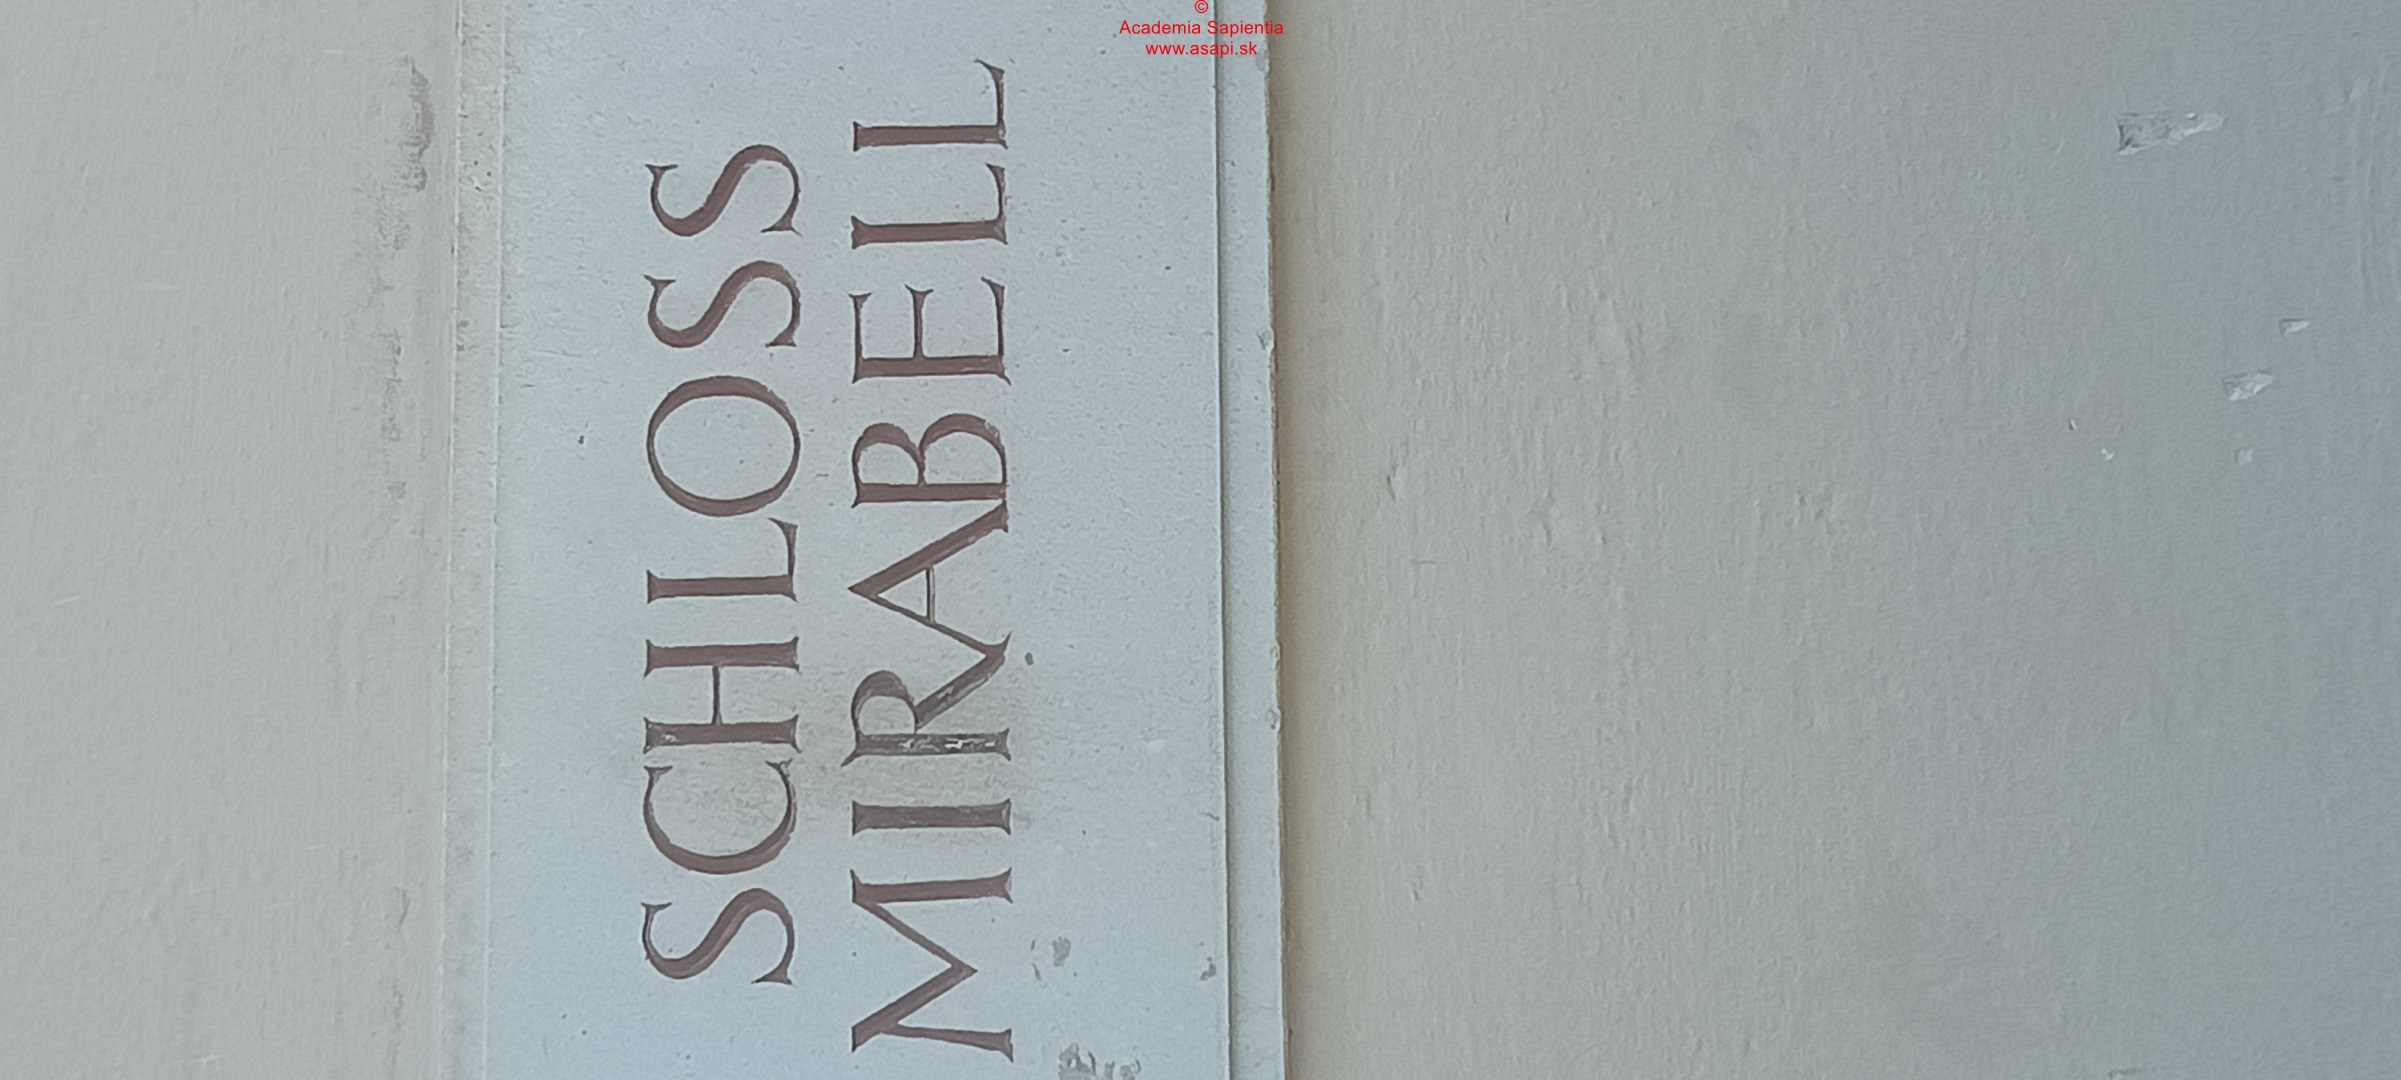 ©
Academia Sapientia
www.asapi.sk
SCHLOSS
MIRABELL